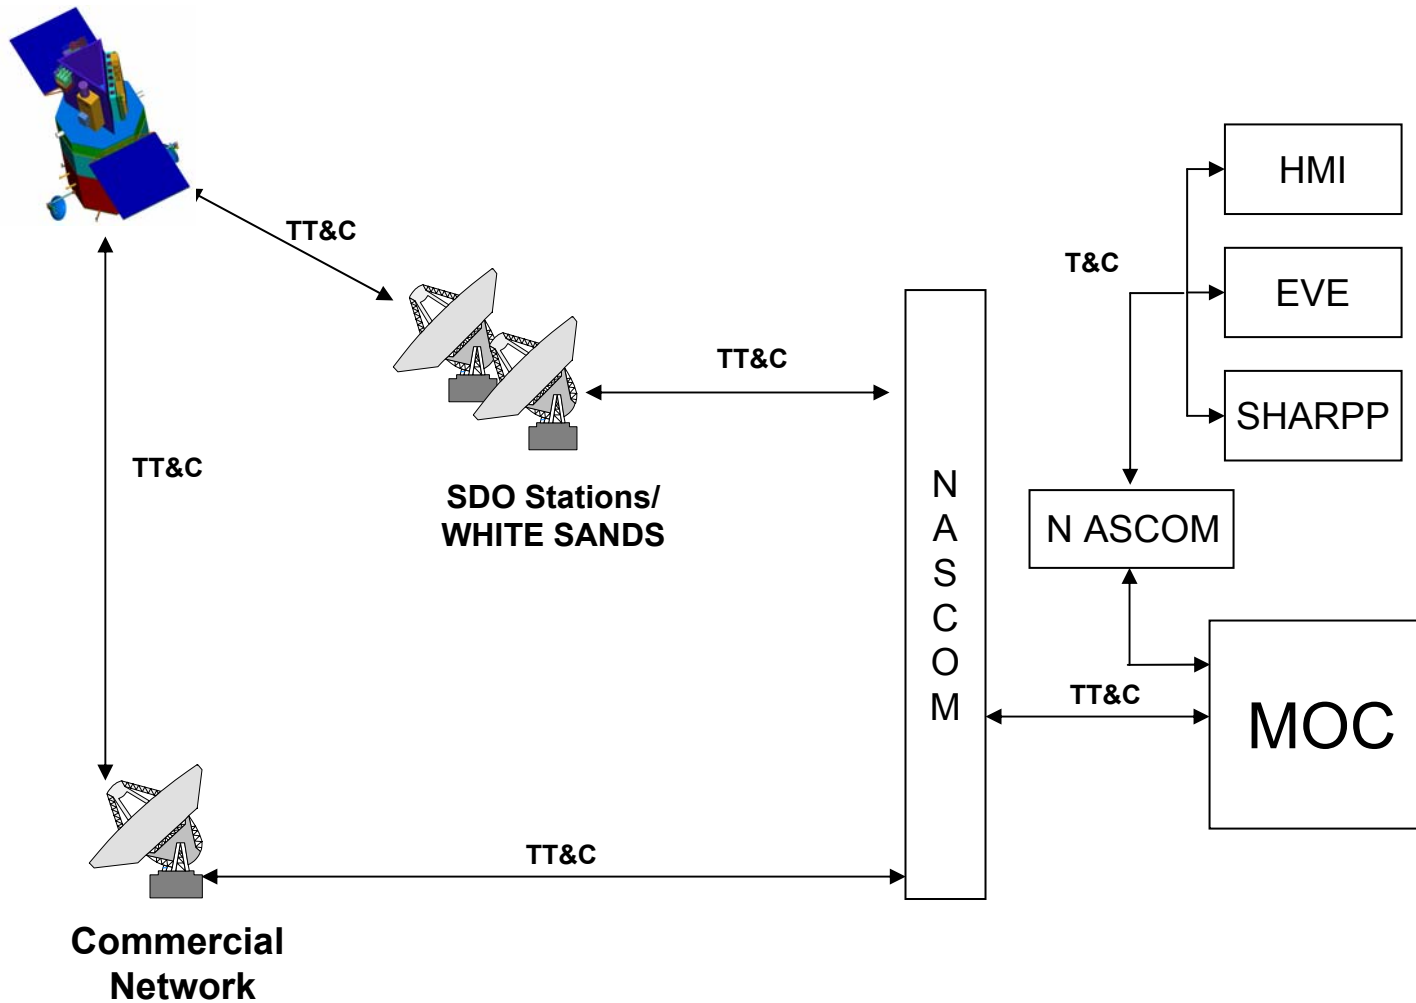 HMI
TT&C
T&C
EVE
TT&C
SHARPP
TT&C
SDO Stations/
WHITE SANDS
N
A
S
C
O
M
N ASCOM
TT&C
MOC
TT&C
Commercial
Network